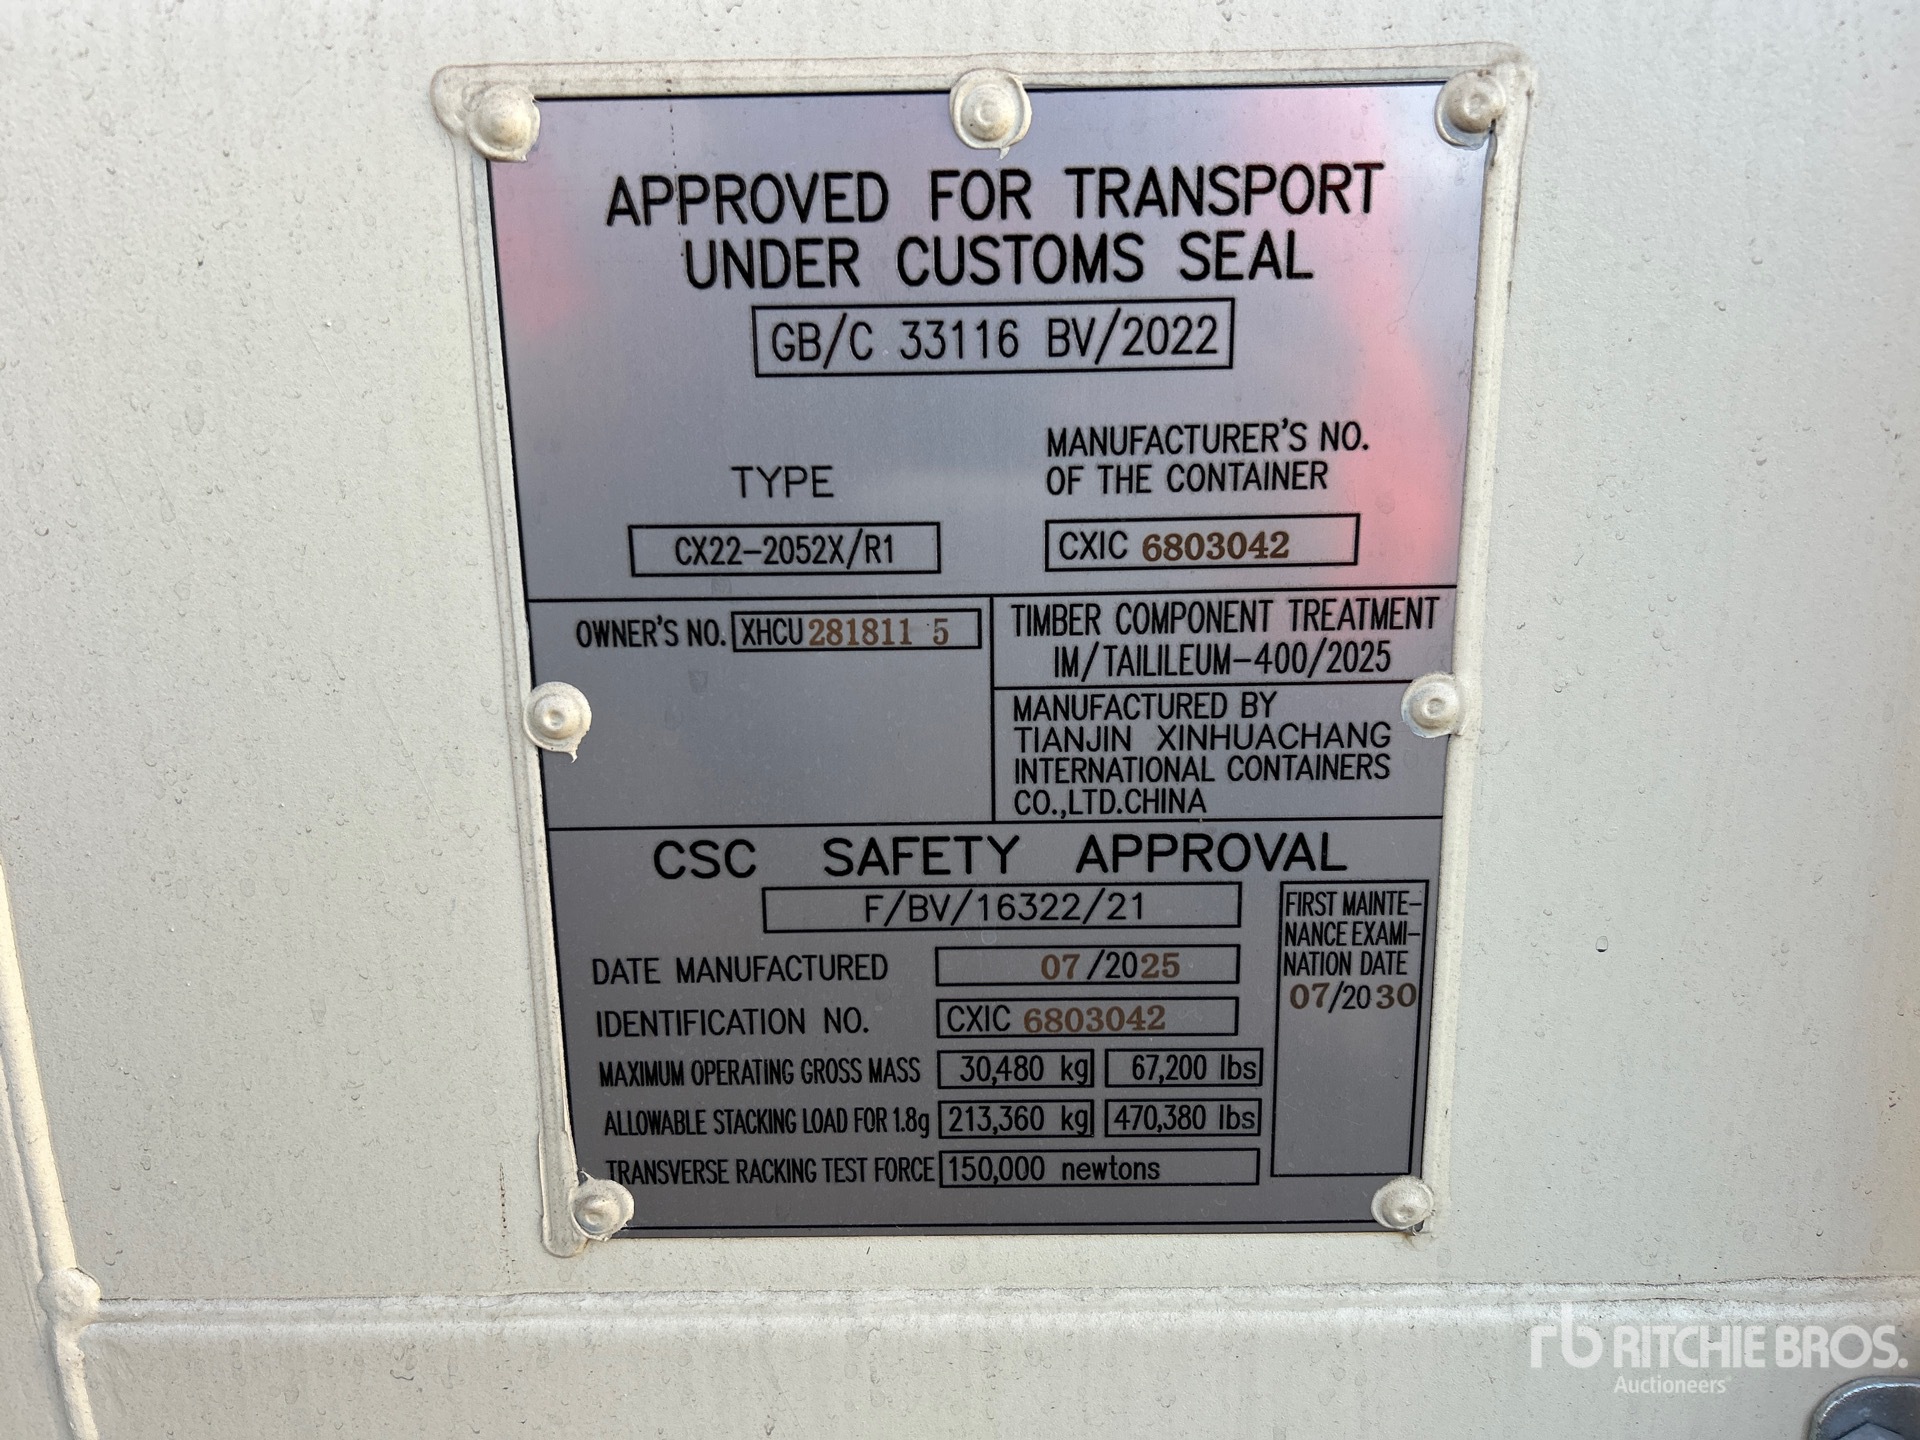 APPROVED FOR TRANSPORT
UNDER CUSTOMS SEAL
GB/C 33116 BV/2022
TYPE
CX22-2052X/R1
MANUFACTURER'S NO.
OF THE CONTAINER
CXIC 6803042
OWNER'S NO. XHCU 281811 5
TIMBER COMPONENT TREATMENT
IM/TAILILEUM-400/2025
MANUFACTURED BY
TIANJIN XINHUACHANG
INTERNATIONAL CONTAINERS
CO.,LTD.CHINA
CSC SAFETY APPROVAL
F/BV/16322/21
DATE MANUFACTURED 07/2025
IDENTIFICATION NO. CXIC 6803042
MAXIMUM OPERATING GROSS MASS 30,480 kg 67,200 lbs
ALLOWABLE STACKING LOAD FOR 1.8g 213,360 kg 470,380 lbs
TRANSVERSE RACKING TEST FORCE 150,000 newtons
FIRST MAINTE-
NANCE EXAMI-
NATION DATE
07/2030
rb RITCHIE BROS.
Auctioneers